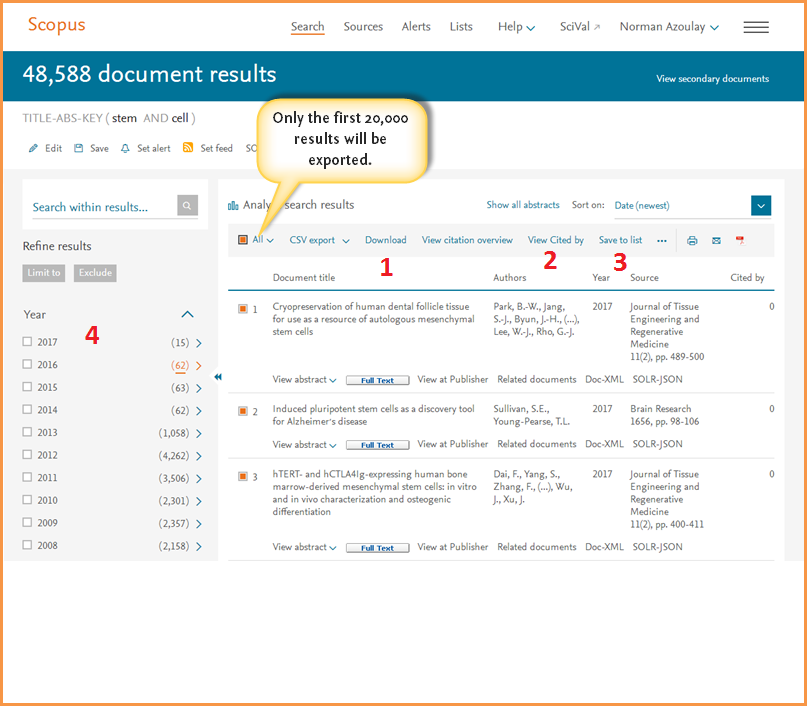 Scopus
Search Sources Alerts Lists Help SciVal Norman Azoulay
48,588 document results
View secondary documents
TITLE-ABS-KEY ( stem AND cell )
Edit Save Set alert Set feed
Only the first 20,000
results will be
exported.
Search within results...
search results
Show all abstracts Sort on: Date (newest)
All CSV export Download View citation overview View Cited by Save to list ...
1 2 3
Refine results
Limit to Exclude
Document title Authors Year Source Cited by
Year
4
2017 (15)
2016 (62)
2015 (63)
2014 (62)
2013 (1,058)
2012 (4,262)
2011 (3,506)
2010 (2,301)
2009 (2,357)
2008 (2,158)
1 Cryopreservation of human dental follicle tissue
for use as a resource of autologous mesenchymal
stem cells
Park, B.-W., Jang,
S.-J., Byun, J.-H., (...),
Lee, W.-J., Rho, G.-J.
2017
Journal of Tissue
Engineering and
Regenerative
Medicine
11(2), pp. 489-500
0
View abstract Full Text View at Publisher Related documents Doc-XML SOLR-JSON
2 Induced pluripotent stem cells as a discovery tool
for Alzheimer's disease
Sullivan, S.E.,
Young-Pearse, T.L.
2017
Brain Research
1656, pp. 98-106
0
View abstract Full Text View at Publisher Related documents Doc-XML SOLR-JSON
3 hTERT- and hCTLA4Ig-expressing human bone
marrow-derived mesenchymal stem cells: in vitro
and in vivo characterization and osteogenic
differentiation
Dai, F., Yang, S.,
Zhang, F., (...), Wu,
J., Xu, J.
2017
Journal of Tissue
Engineering and
Regenerative
Medicine
11(2), pp. 400-411
0
View abstract Full Text View at Publisher Related documents Doc-XML SOLR-JSON